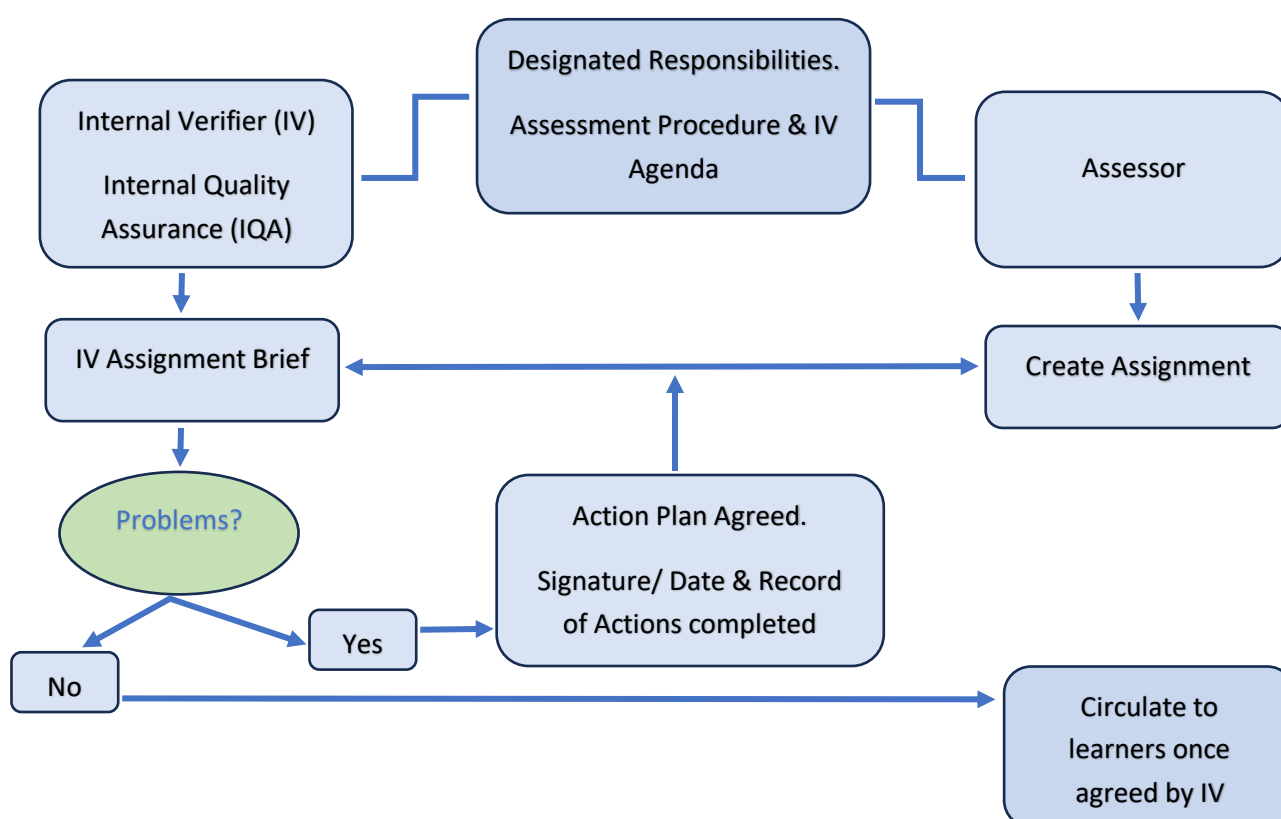 Designated Responsibilities.
Assessment Procedure & IV
Agenda
Internal Verifier (IV)
Internal Quality
Assurance (IQA)
Assessor
IV Assignment Brief
Create Assignment
Problems?
Action Plan Agreed.
Signature/ Date & Record
of Actions completed
Yes
No
Circulate to
learners once
agreed by IV